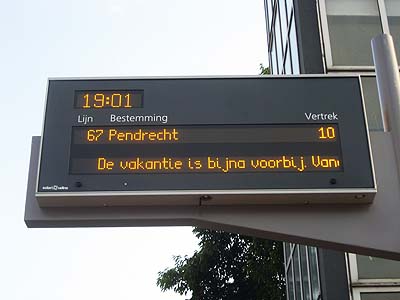 19:01
Lijn Bestemming Vertrek
67 Pendrecht 10
De vakantie is bijna voorbij. Van